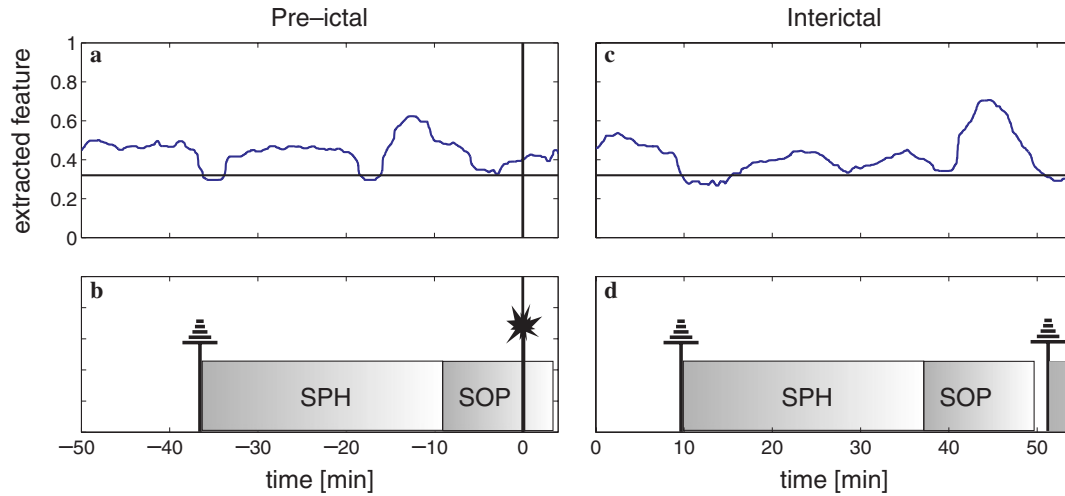 Pre–ictal
Interictal
extracted feature
a
1
0.8
0.6
0.4
0.2
0
c
b
SPH
SOP
d
SPH
SOP
–50 –40 –30 –20 –10 0
0 10 20 30 40 50
time [min]
time [min]